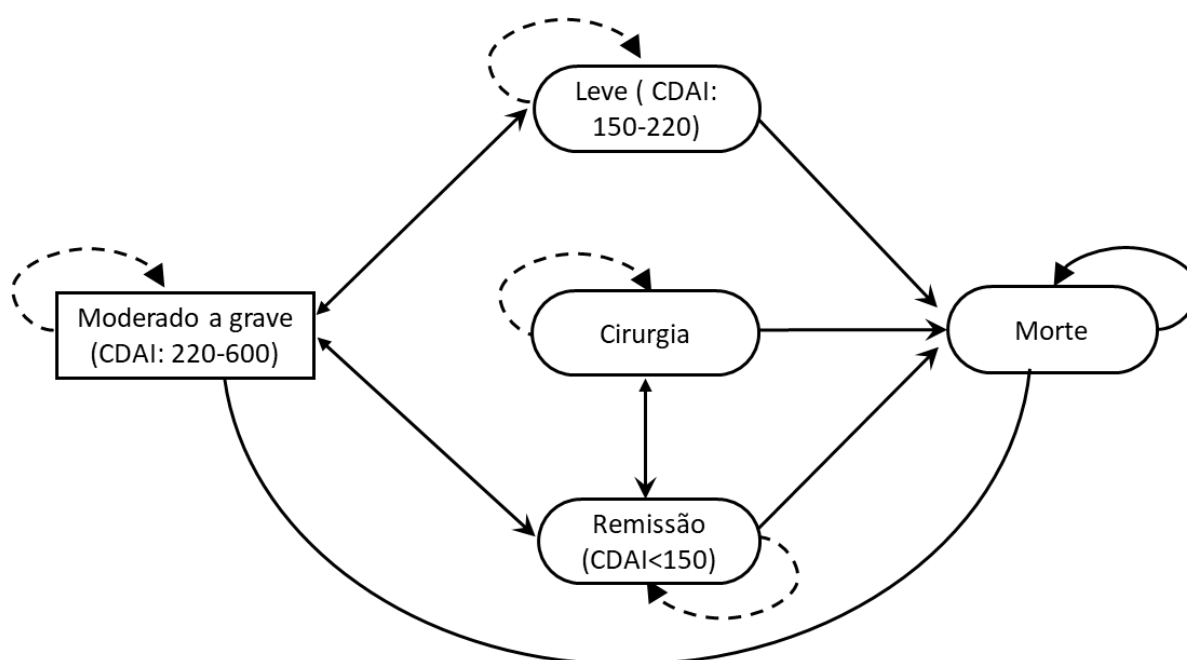 Leve ( CDAI:
150-220)
Moderado a grave
(CDAI: 220-600)
Cirurgia
Morte
Remissão
(CDAI<150)